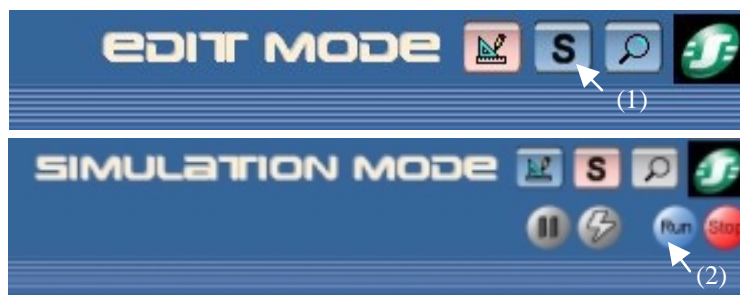 EDIT MODE S
(1)
SIMULATION MODE S
Run Stop
(2)